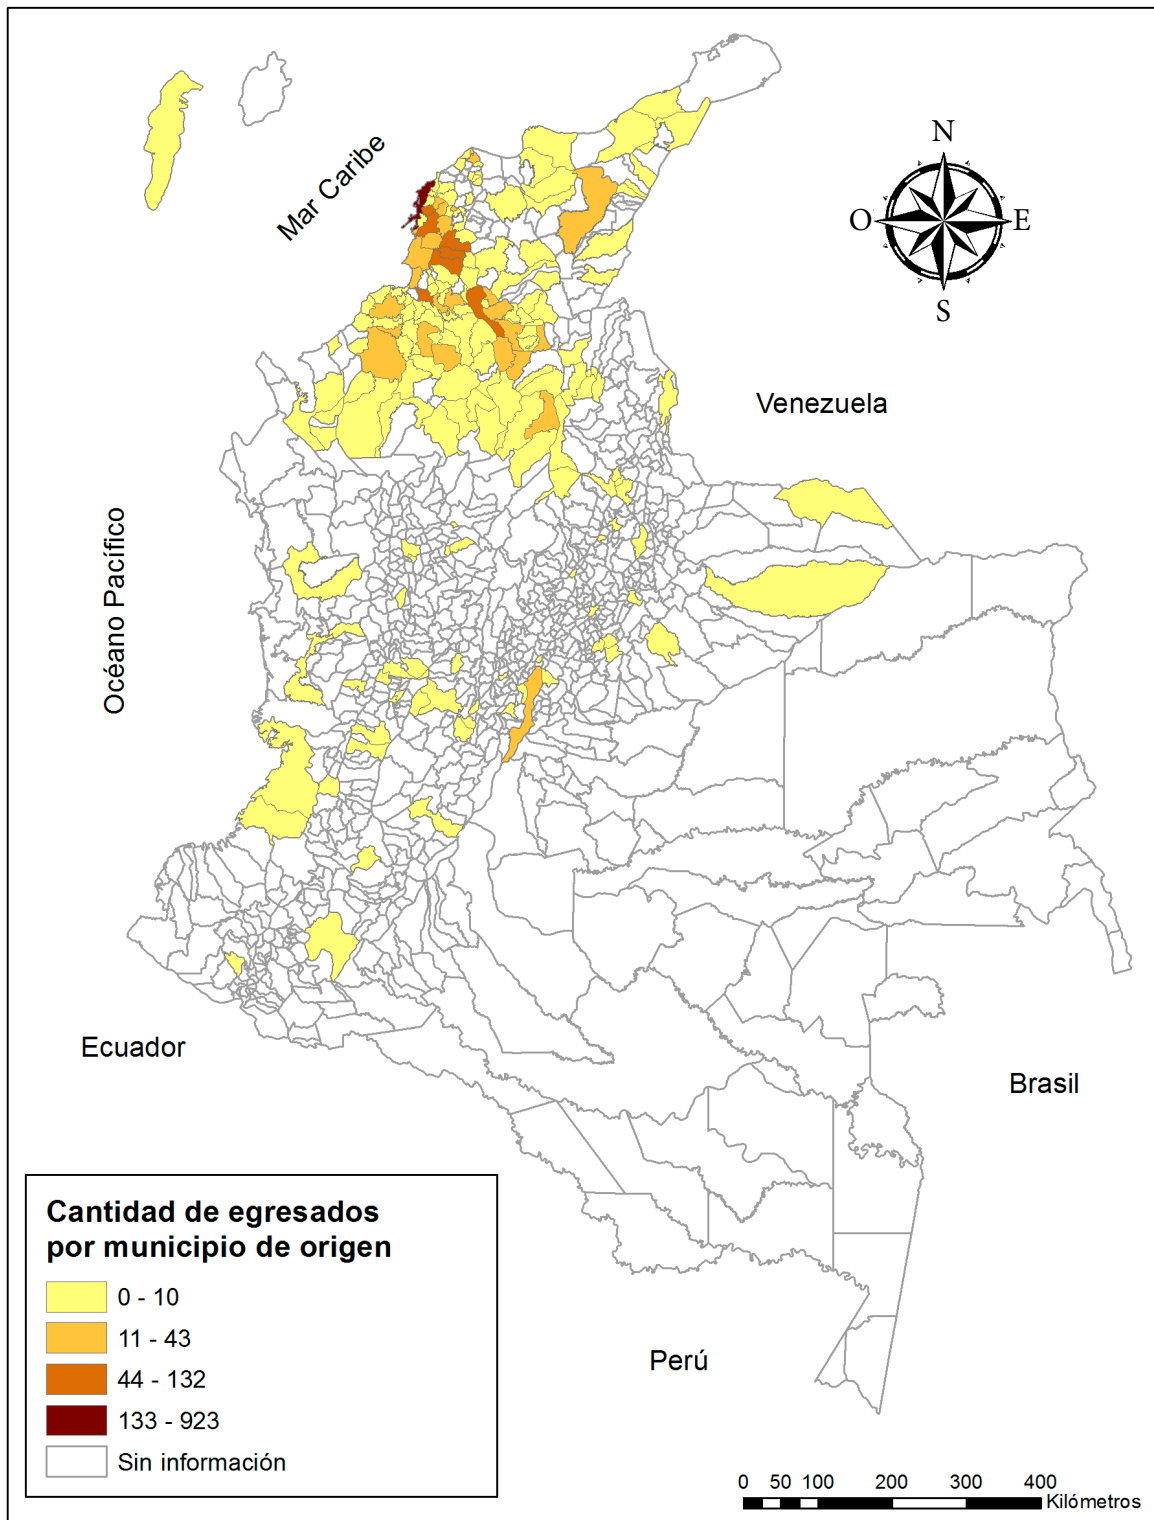 Mar Caribe
N
O
E
S
Venezuela
Océano Pacífico
Ecuador
Brasil
Perú
Cantidad de egresados
por municipio de origen
0 - 10
11 - 43
44 - 132
133 - 923
Sin información
0 50 100 200 300 400
Kilómetros